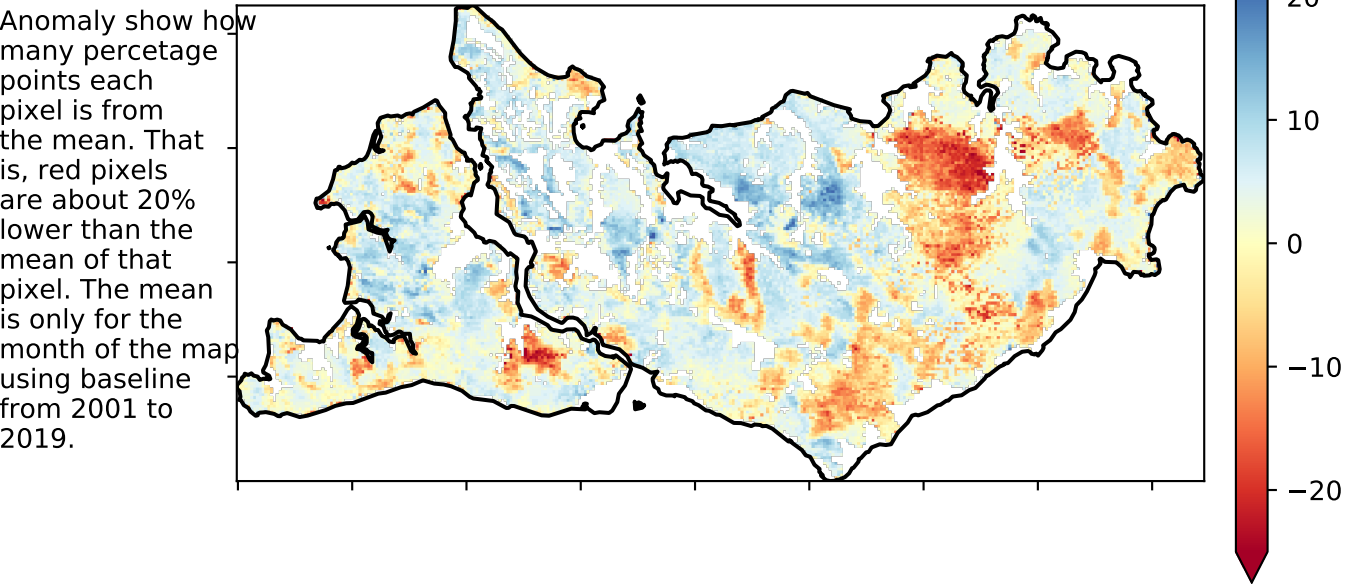 Anomaly show how
many percetage
points each
pixel is from
the mean. That
is, red pixels
are about 20%
lower than the
mean of that
pixel. The mean
is only for the
month of the map
using baseline
from 2001 to
2019.
20
10
0
−10
−20